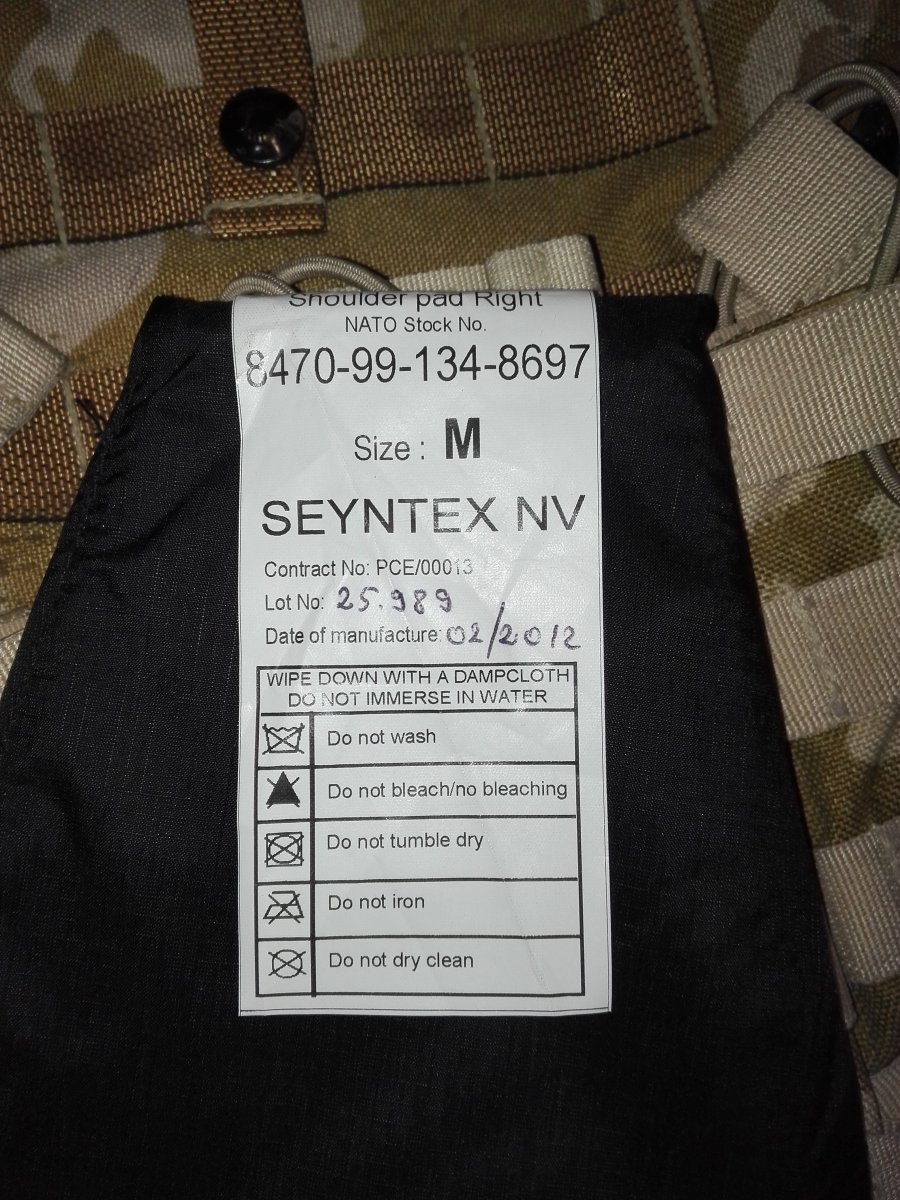 Shoulder pad Right
NATO Stock No.
8470-99-134-8697
Size : M
SEYNTEX NV
Contract No: PCE/00013
Lot No: 25.989
Date of manufacture: 02/2012
WIPE DOWN WITH A DAMPCLOTH
DO NOT IMMERSE IN WATER
Do not wash
Do not bleach/no bleaching
Do not tumble dry
Do not iron
Do not dry clean